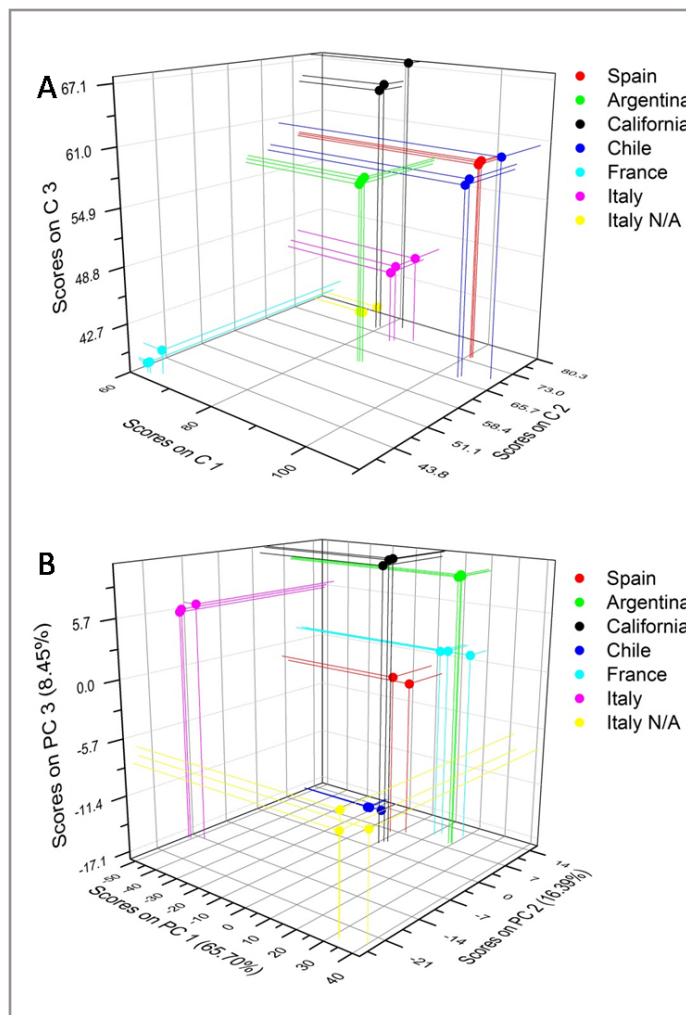 A
67.1
61.0
54.9
48.8
42.7
Scores on C 3
60
80
100
Scores on C 1
43.8
51.1
58.4
65.7
73.0
80.3
Scores on C 2
Spain
Argentina
California
Chile
France
Italy
Italy N/A
B
5.7
0.0
-5.7
-11.4
-17.1
Scores on PC 3 (8.45%)
-50
-40
-30
-20
-10
0
10
20
30
40
Scores on PC 1 (65.70%)
-21
-14
-7
0
7
14
Scores on PC 2 (16.39%)
Spain
Argentina
California
Chile
France
Italy
Italy N/A